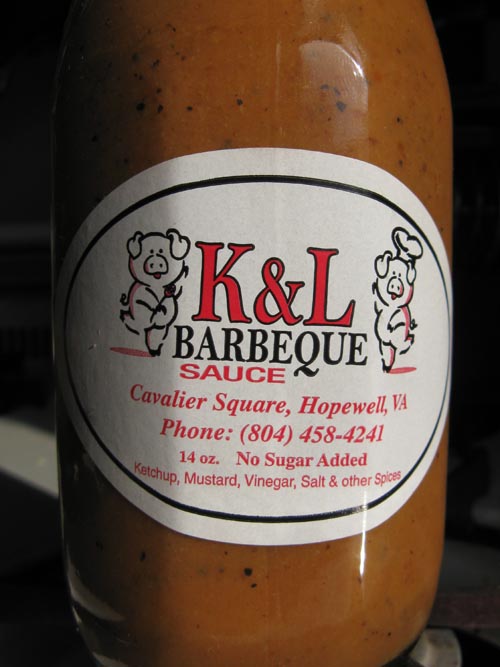 K&L
BARBEQUE
SAUCE
Cavalier Square, Hopewell, VA
Phone: (804) 458-4241
14 oz. No Sugar Added
Ketchup, Mustard, Vinegar, Salt & other Spices